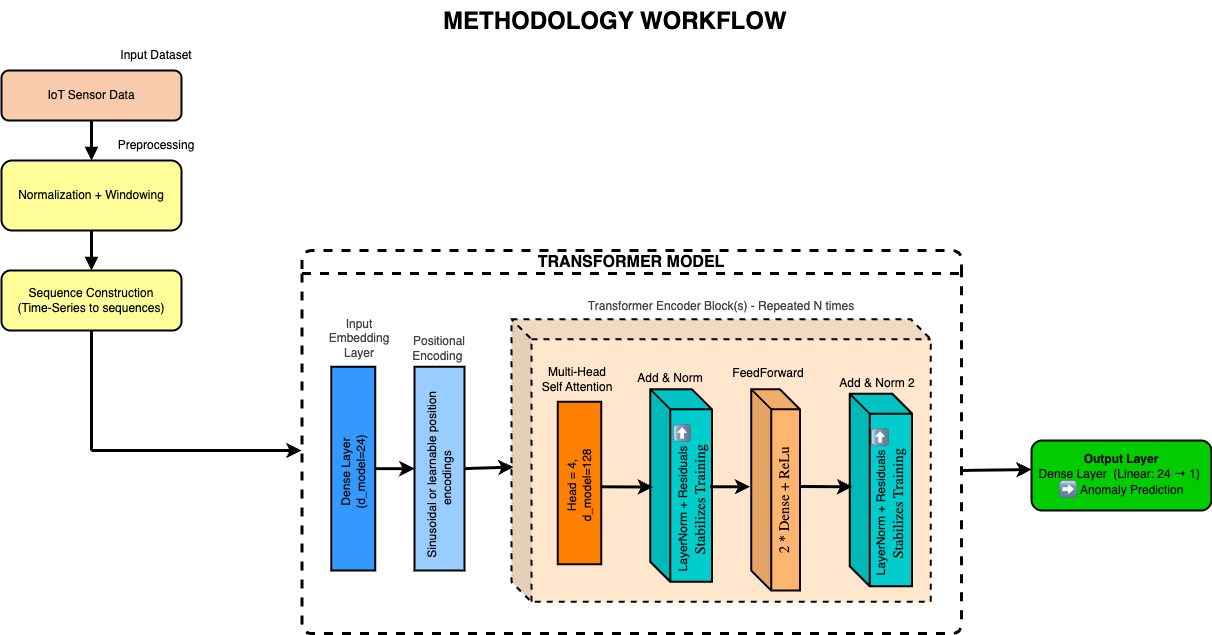 METHODOLOGY WORKFLOW
Input Dataset
IoT Sensor Data
Preprocessing
Normalization + Windowing
Sequence Construction
(Time-Series to sequences)
TRANSFORMER MODEL
Input
Embedding
Layer
Dense Layer
(d_model=24)
Positional
Encoding
Sinusoidal or learnable position
encodings
Transformer Encoder Block(s) - Repeated N times
Multi-Head
Self Attention
Head = 4,
d_model=128
Add & Norm
LayerNorm + Residuals ⬆️
Stabilizes Training
FeedForward
2 * Dense + ReLu
Add & Norm 2
LayerNorm + Residuals ⬆️
Stabilizes Training
Output Layer
Dense Layer (Linear: 24 → 1)
➡️ Anomaly Prediction